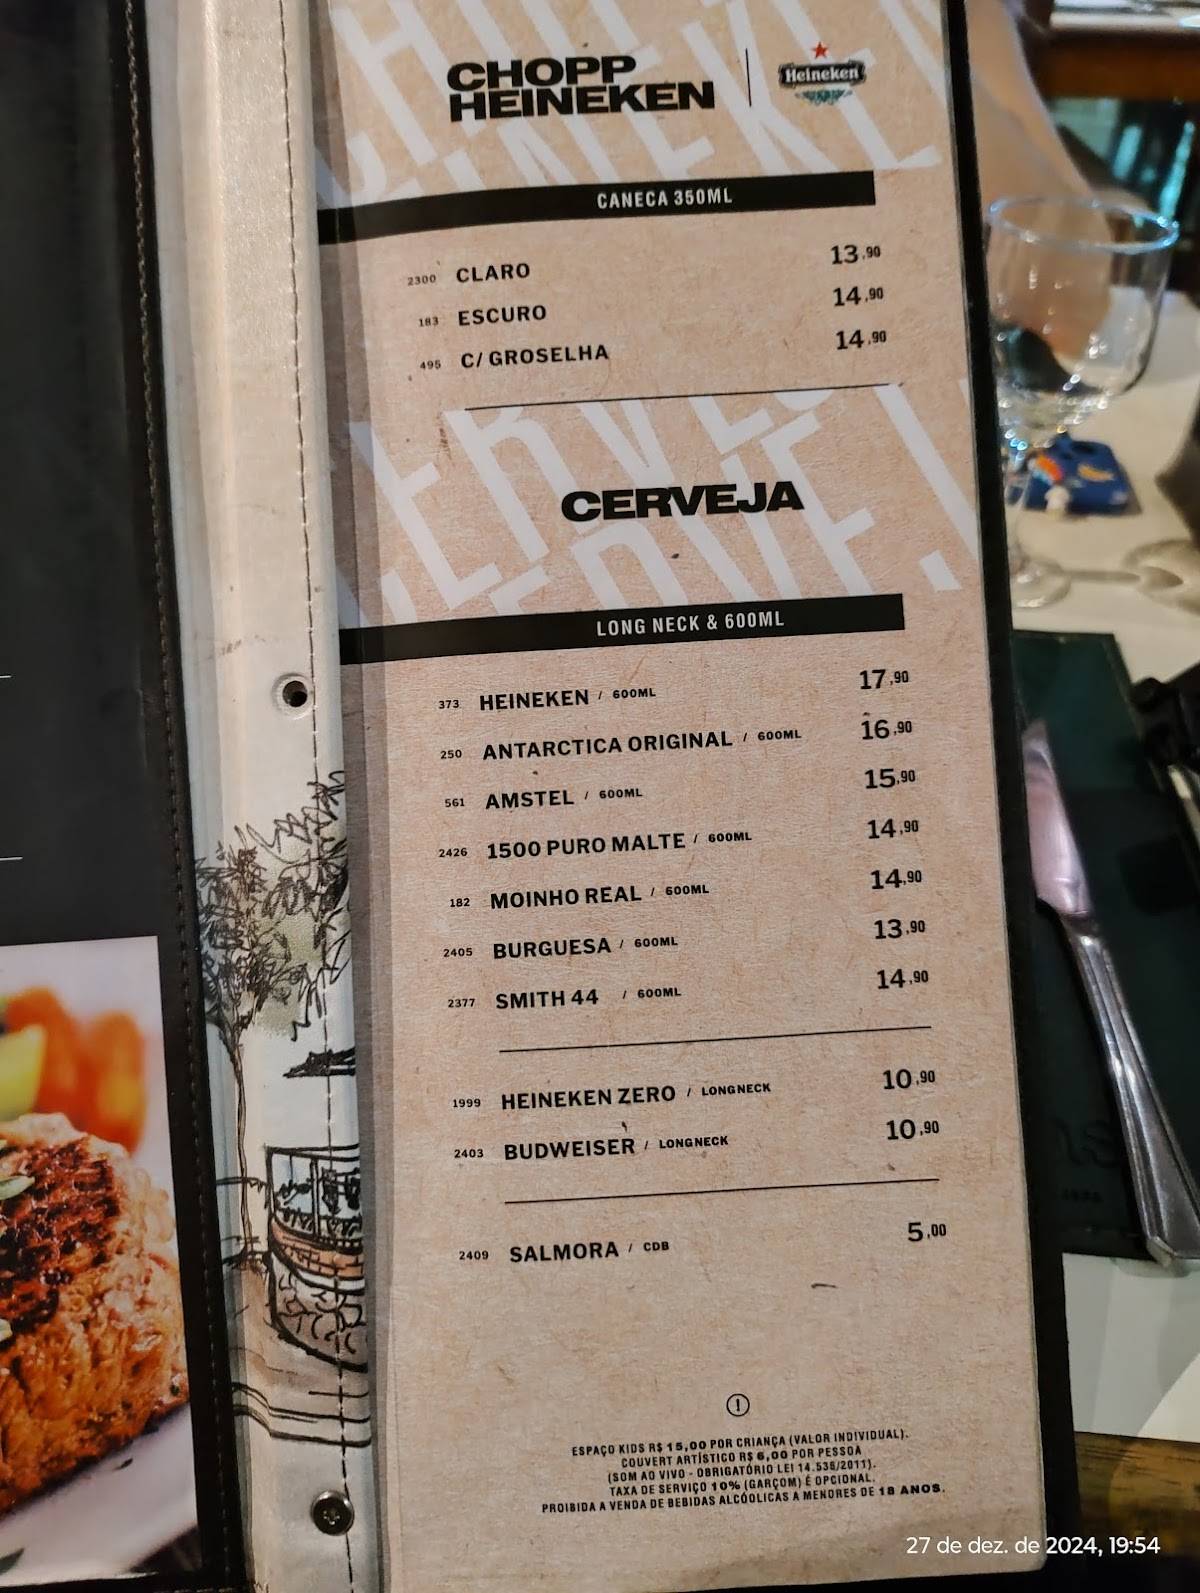 CHOPP
HEINEKEN
Heineken
CANECA 350ML
2300 CLARO 13,90
183 ESCURO 14,90
495 C/ GROSELHA 14,90
CERVEJA
LONG NECK & 600ML
373 HEINEKEN / 600ML 17,90
250 ANTARCTICA ORIGINAL / 600ML 16,90
561 AMSTEL / 600ML 15,90
2426 1500 PURO MALTE / 600ML 14,90
182 MOINHO REAL / 600ML 14,90
2405 BURGUESA / 600ML 13,90
2377 SMITH 44 / 600ML 14,90
1999 HEINEKEN ZERO / LONGNECK 10,90
2403 BUDWEISER / LONGNECK 10,90
2409 SALMORA / CDB 5,00
ESPAÇO KIDS R$ 15,00 POR CRIANÇA (VALOR INDIVIDUAL).
COUVERT ARTÍSTICO R$ 6,00 POR PESSOA
(SOM AO VIVO - OBRIGATÓRIO LEI 14.536/2011).
TAXA DE SERVIÇO 10% (GARÇOM) É OPCIONAL.
PROIBIDA A VENDA DE BEBIDAS ALCÓOLICAS A MENORES DE 18 ANOS.
27 de dez. de 2024, 19:54